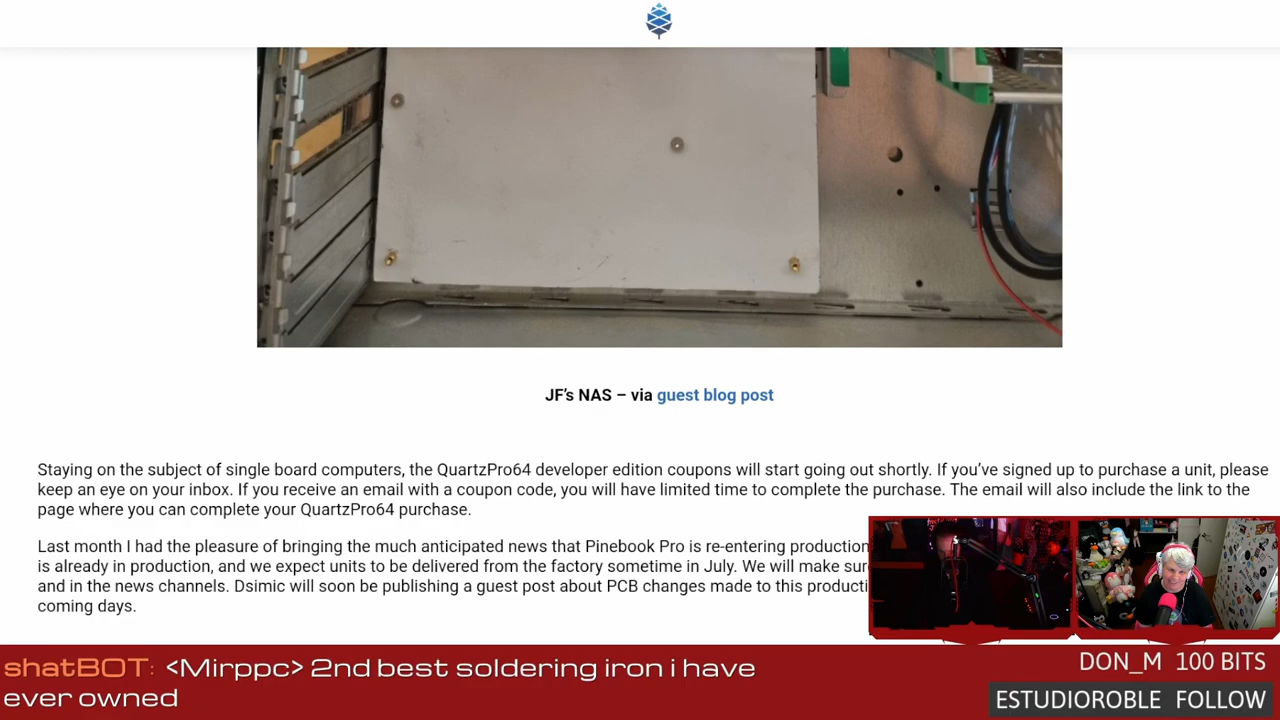 JF’s NAS – via guest blog post
Staying on the subject of single board computers, the QuartzPro64 developer edition coupons will start going out shortly. If you’ve signed up to purchase a unit, please
keep an eye on your inbox. If you receive an email with a coupon code, you will have limited time to complete the purchase. The email will also include the link to the
page where you can complete your QuartzPro64 purchase.
Last month I had the pleasure of bringing the much anticipated news that Pinebook Pro is re-entering production
is already in production, and we expect units to be delivered from the factory sometime in July. We will make sure
and in the news channels. Dsimic will soon be publishing a guest post about PCB changes made to this producti
coming days.
shatBOT: <Mirppc> 2nd best soldering iron i have
ever owned
DON_M 100 BITS
ESTUDIOROBLE FOLLOW